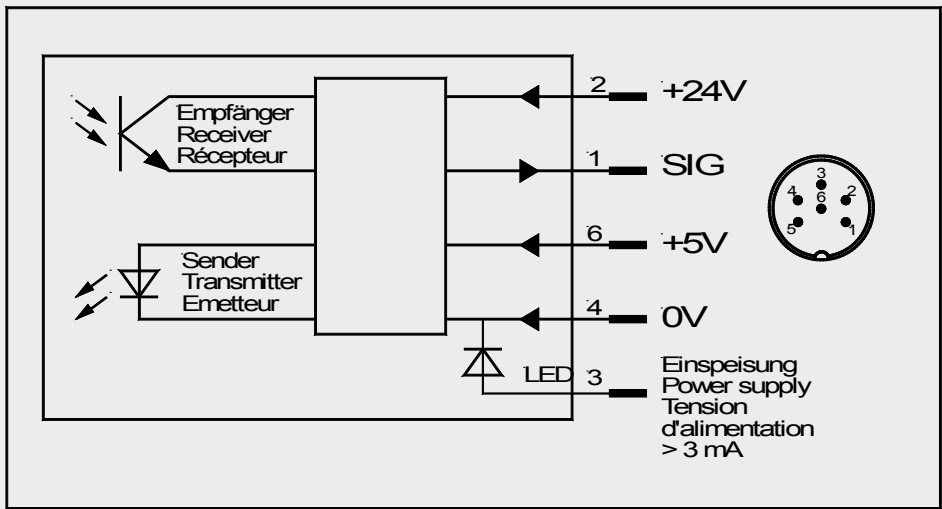 Empfänger
Receiver
Récepteur
Sender
Transmitter
Emetteur
2 +24V
1 SIG
6 +5V
4 0V
LED 3
Einspeisung
Power supply
Tension
d'alimentation
> 3 mA
3
4 6 2
5 1